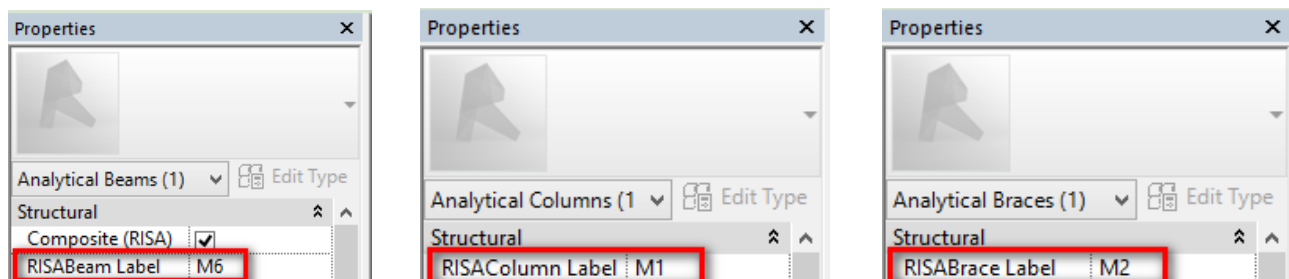 Properties
Analytical Beams (1)
Edit Type
Structural
Composite (RISA)
RISABeam Label M6
Properties
Analytical Columns (1
Edit Type
Structural
RISAColumn Label M1
Properties
Analytical Braces (1)
Edit Type
Structural
RISABrace Label M2